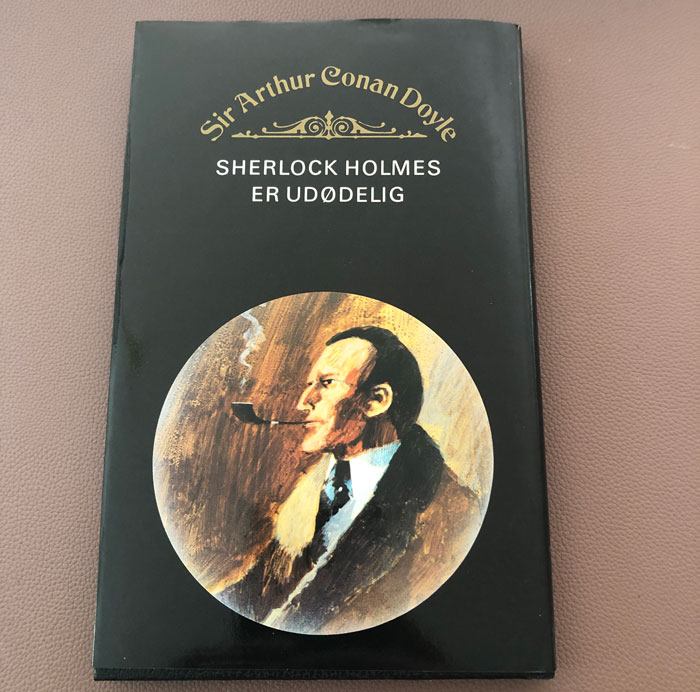 Sir Arthur Conan Doyle
SHERLOCK HOLMES
ER UDØDELIG